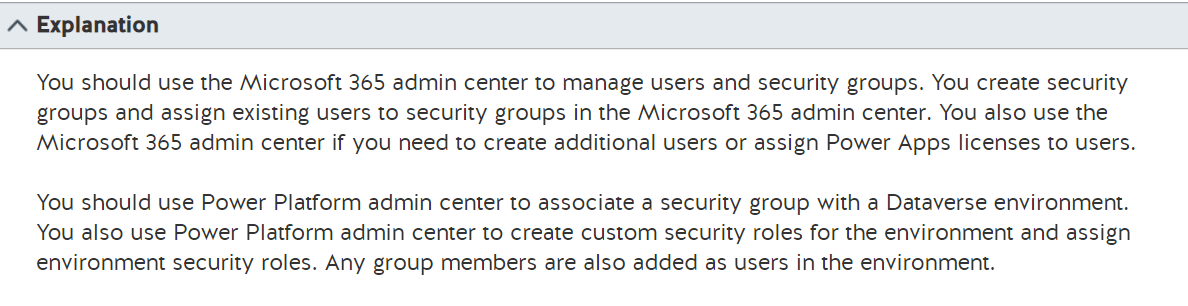 Explanation
You should use the Microsoft 365 admin center to manage users and security groups. You create security
groups and assign existing users to security groups in the Microsoft 365 admin center. You also use the
Microsoft 365 admin center if you need to create additional users or assign Power Apps licenses to users.
You should use Power Platform admin center to associate a security group with a Dataverse environment.
You also use Power Platform admin center to create custom security roles for the environment and assign
environment security roles. Any group members are also added as users in the environment.